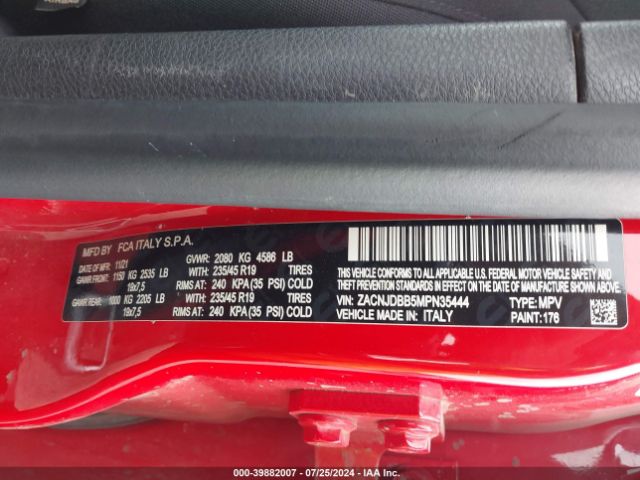 MFD BY FCA ITALY S.P.A.
DATE OF MFR 11/21 GVWR: 2080 KG 4586 LB
GAWR FRONT: 1150 KG 2535 LB WITH: 235/45 R19 TIRES
19x7,5 RIMS AT: 240 KPA(35 PSI) COLD
GAWR REAR: 1000 KG 2205 LB WITH: 235/45 R19 TIRES
19x7,5 RIMS AT: 240 KPA(35 PSI) COLD
THIS VEHICLE CONFORMS TO ALL APPLICABLE FEDERAL MOTOR VEHICLE SAFETY, BUMPER, AND
THEFT PREVENTION STANDARDS IN EFFECT ON THE DATE OF MANUFACTURE SHOWN ABOVE.
VIN: ZACNJDBB5MPN35444 TYPE: MPV
VEHICLE MADE IN: ITALY PAINT: 176
000-39882007 - 07/25/2024 - IAA Inc.